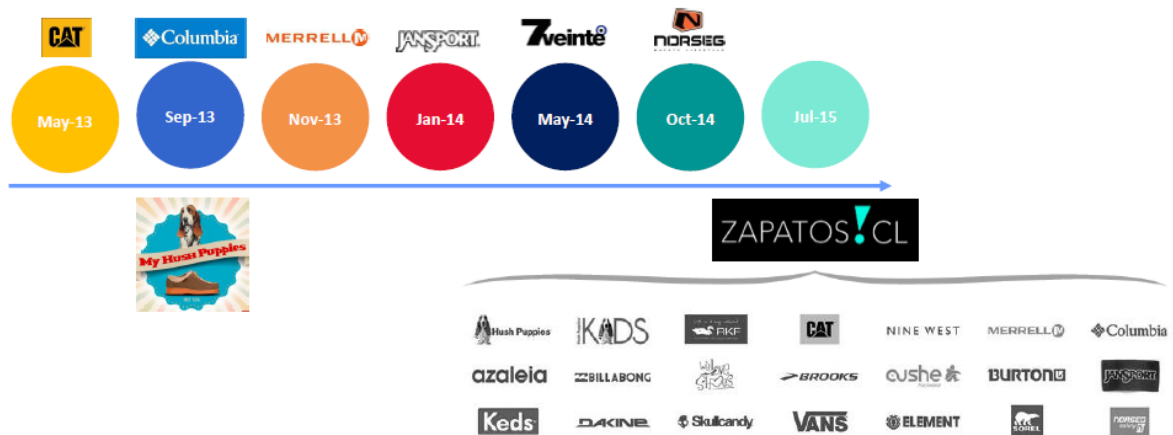 CAT
Columbia
MERRELL
JANSPORT.
7veinte
NORSEG
May-13
Sep-13
Nov-13
Jan-14
May-14
Oct-14
Jul-15
My Hush Puppies
ZAPATOS!CL
Hush Puppies
KADS
RKF
CAT
NINE WEST
MERRELL
Columbia
azaleia
BILLABONG
BROOKS
cushe
BURTON
JANSPORT
Keds
DAKINE
Skullcandy
VANS
ELEMENT
SOREL
NORSEG